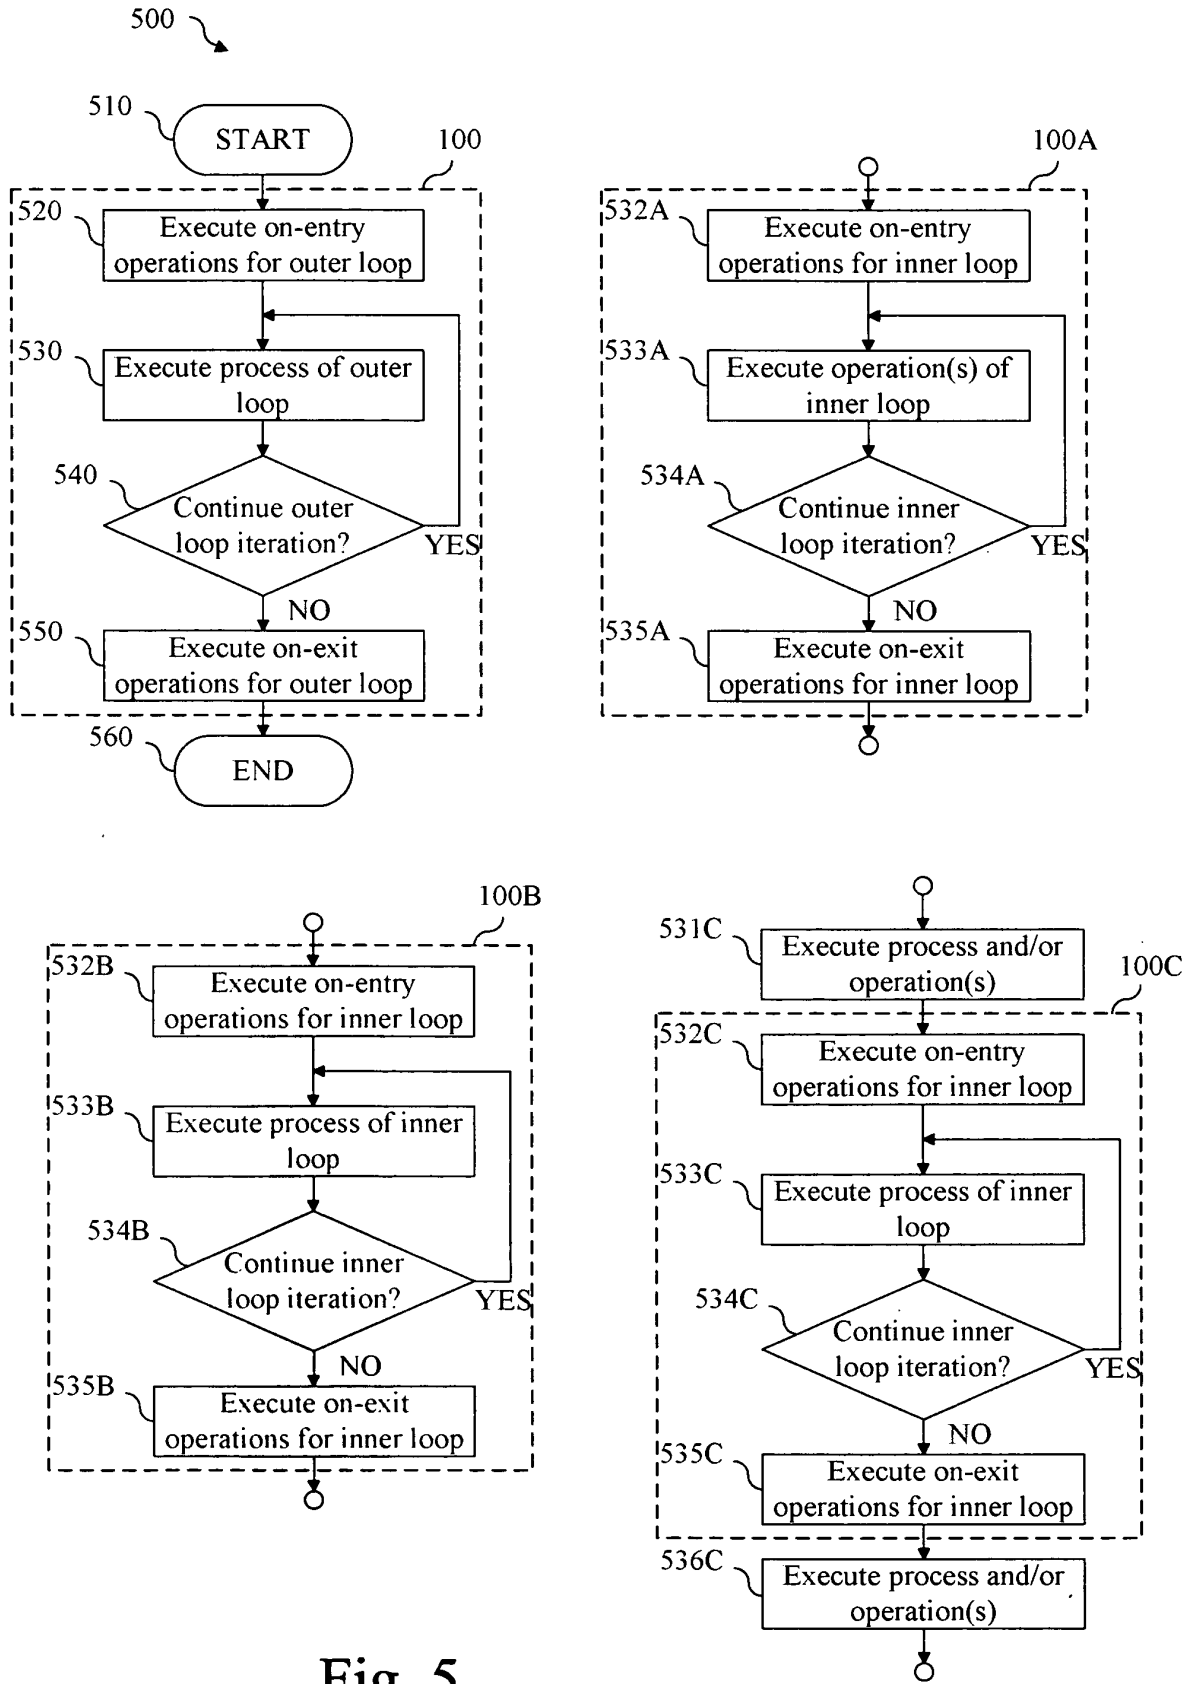 500
510
START
100
520
Execute on-entry
operations for outer loop
530
Execute process of outer
loop
540
Continue outer
loop iteration?
YES
NO
550
Execute on-exit
operations for outer loop
560
END
100A
532A
Execute on-entry
operations for inner loop
533A
Execute operation(s) of
inner loop
534A
Continue inner
loop iteration?
YES
NO
535A
Execute on-exit
operations for inner loop
100B
532B
Execute on-entry
operations for inner loop
533B
Execute process of inner
loop
534B
Continue inner
loop iteration?
YES
NO
535B
Execute on-exit
operations for inner loop
531C
Execute process and/or
operation(s)
100C
532C
Execute on-entry
operations for inner loop
533C
Execute process of inner
loop
534C
Continue inner
loop iteration?
YES
NO
535C
Execute on-exit
operations for inner loop
536C
Execute process and/or
operation(s)
Fig. 5